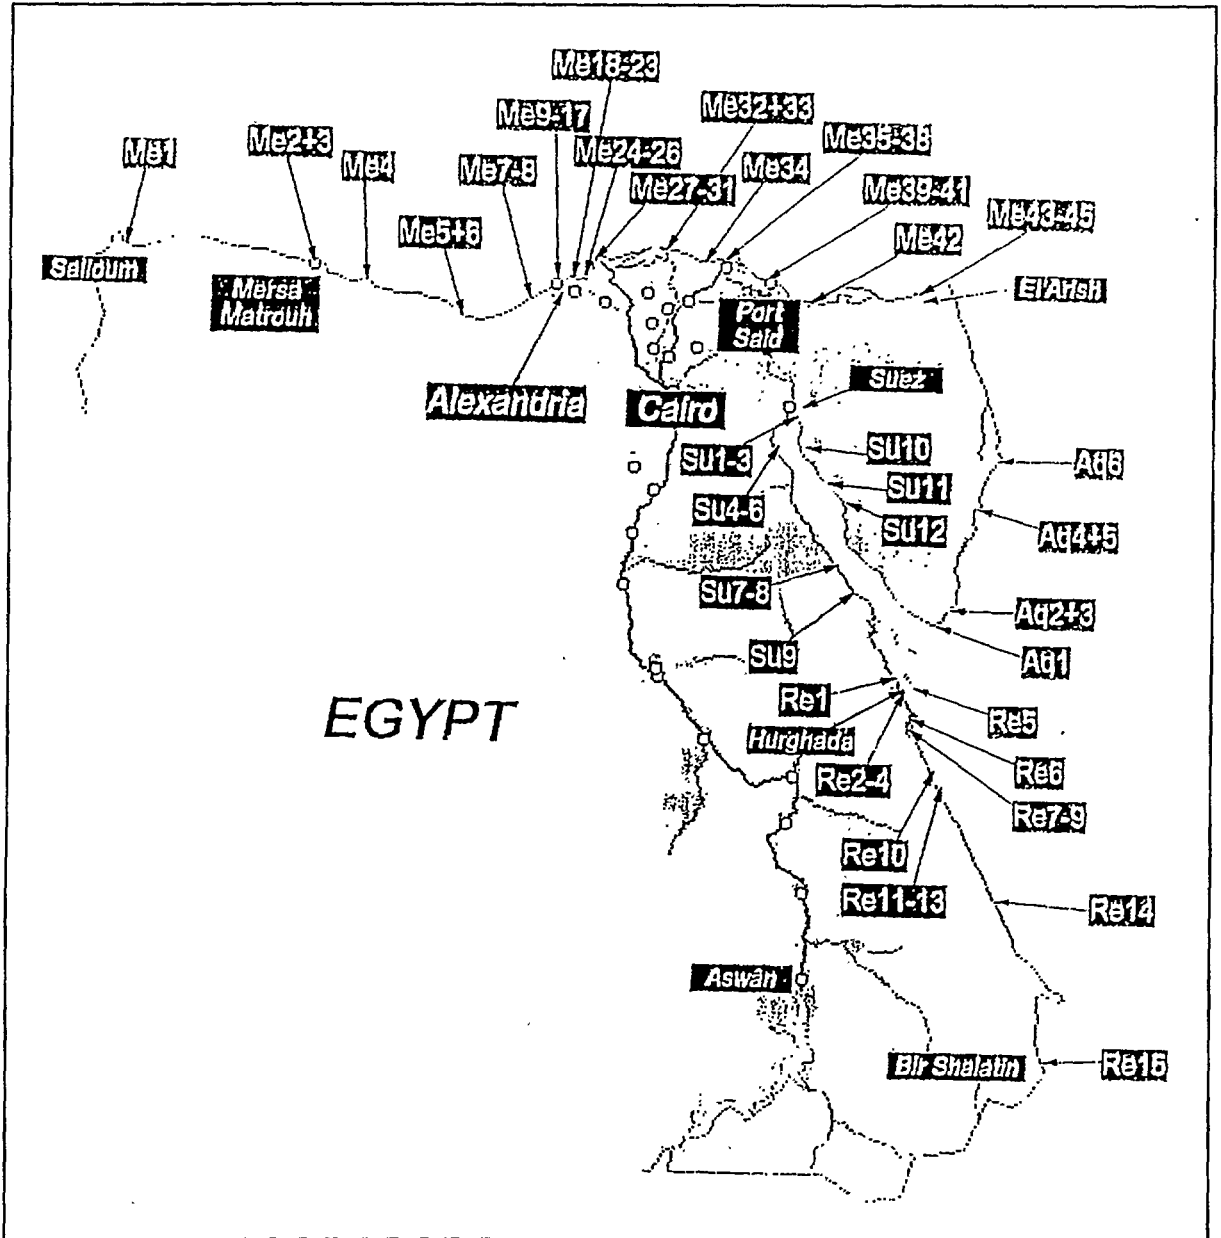 Me18-23
Me9-17
Me32+33
Me35-38
Me1
Me2+3
Me4
Me7-8
Me24-26
Me27-31
Me34
Me39-41
Me43-45
Me5+6
Me42
Salloum
Mersa
Matrouh
El Arish
Port
Said
Alexandria
Cairo
Suez
Su1-3
Su10
Aq6
Su11
Su4-6
Su12
Aq4+5
Su7-8
Aq2+3
Su9
Aq1
Re1
EGYPT
Re5
Hurghada
Re6
Re2-4
Re7-9
Re10
Re11-13
Re14
Aswan
Bir Shalatin
Re15